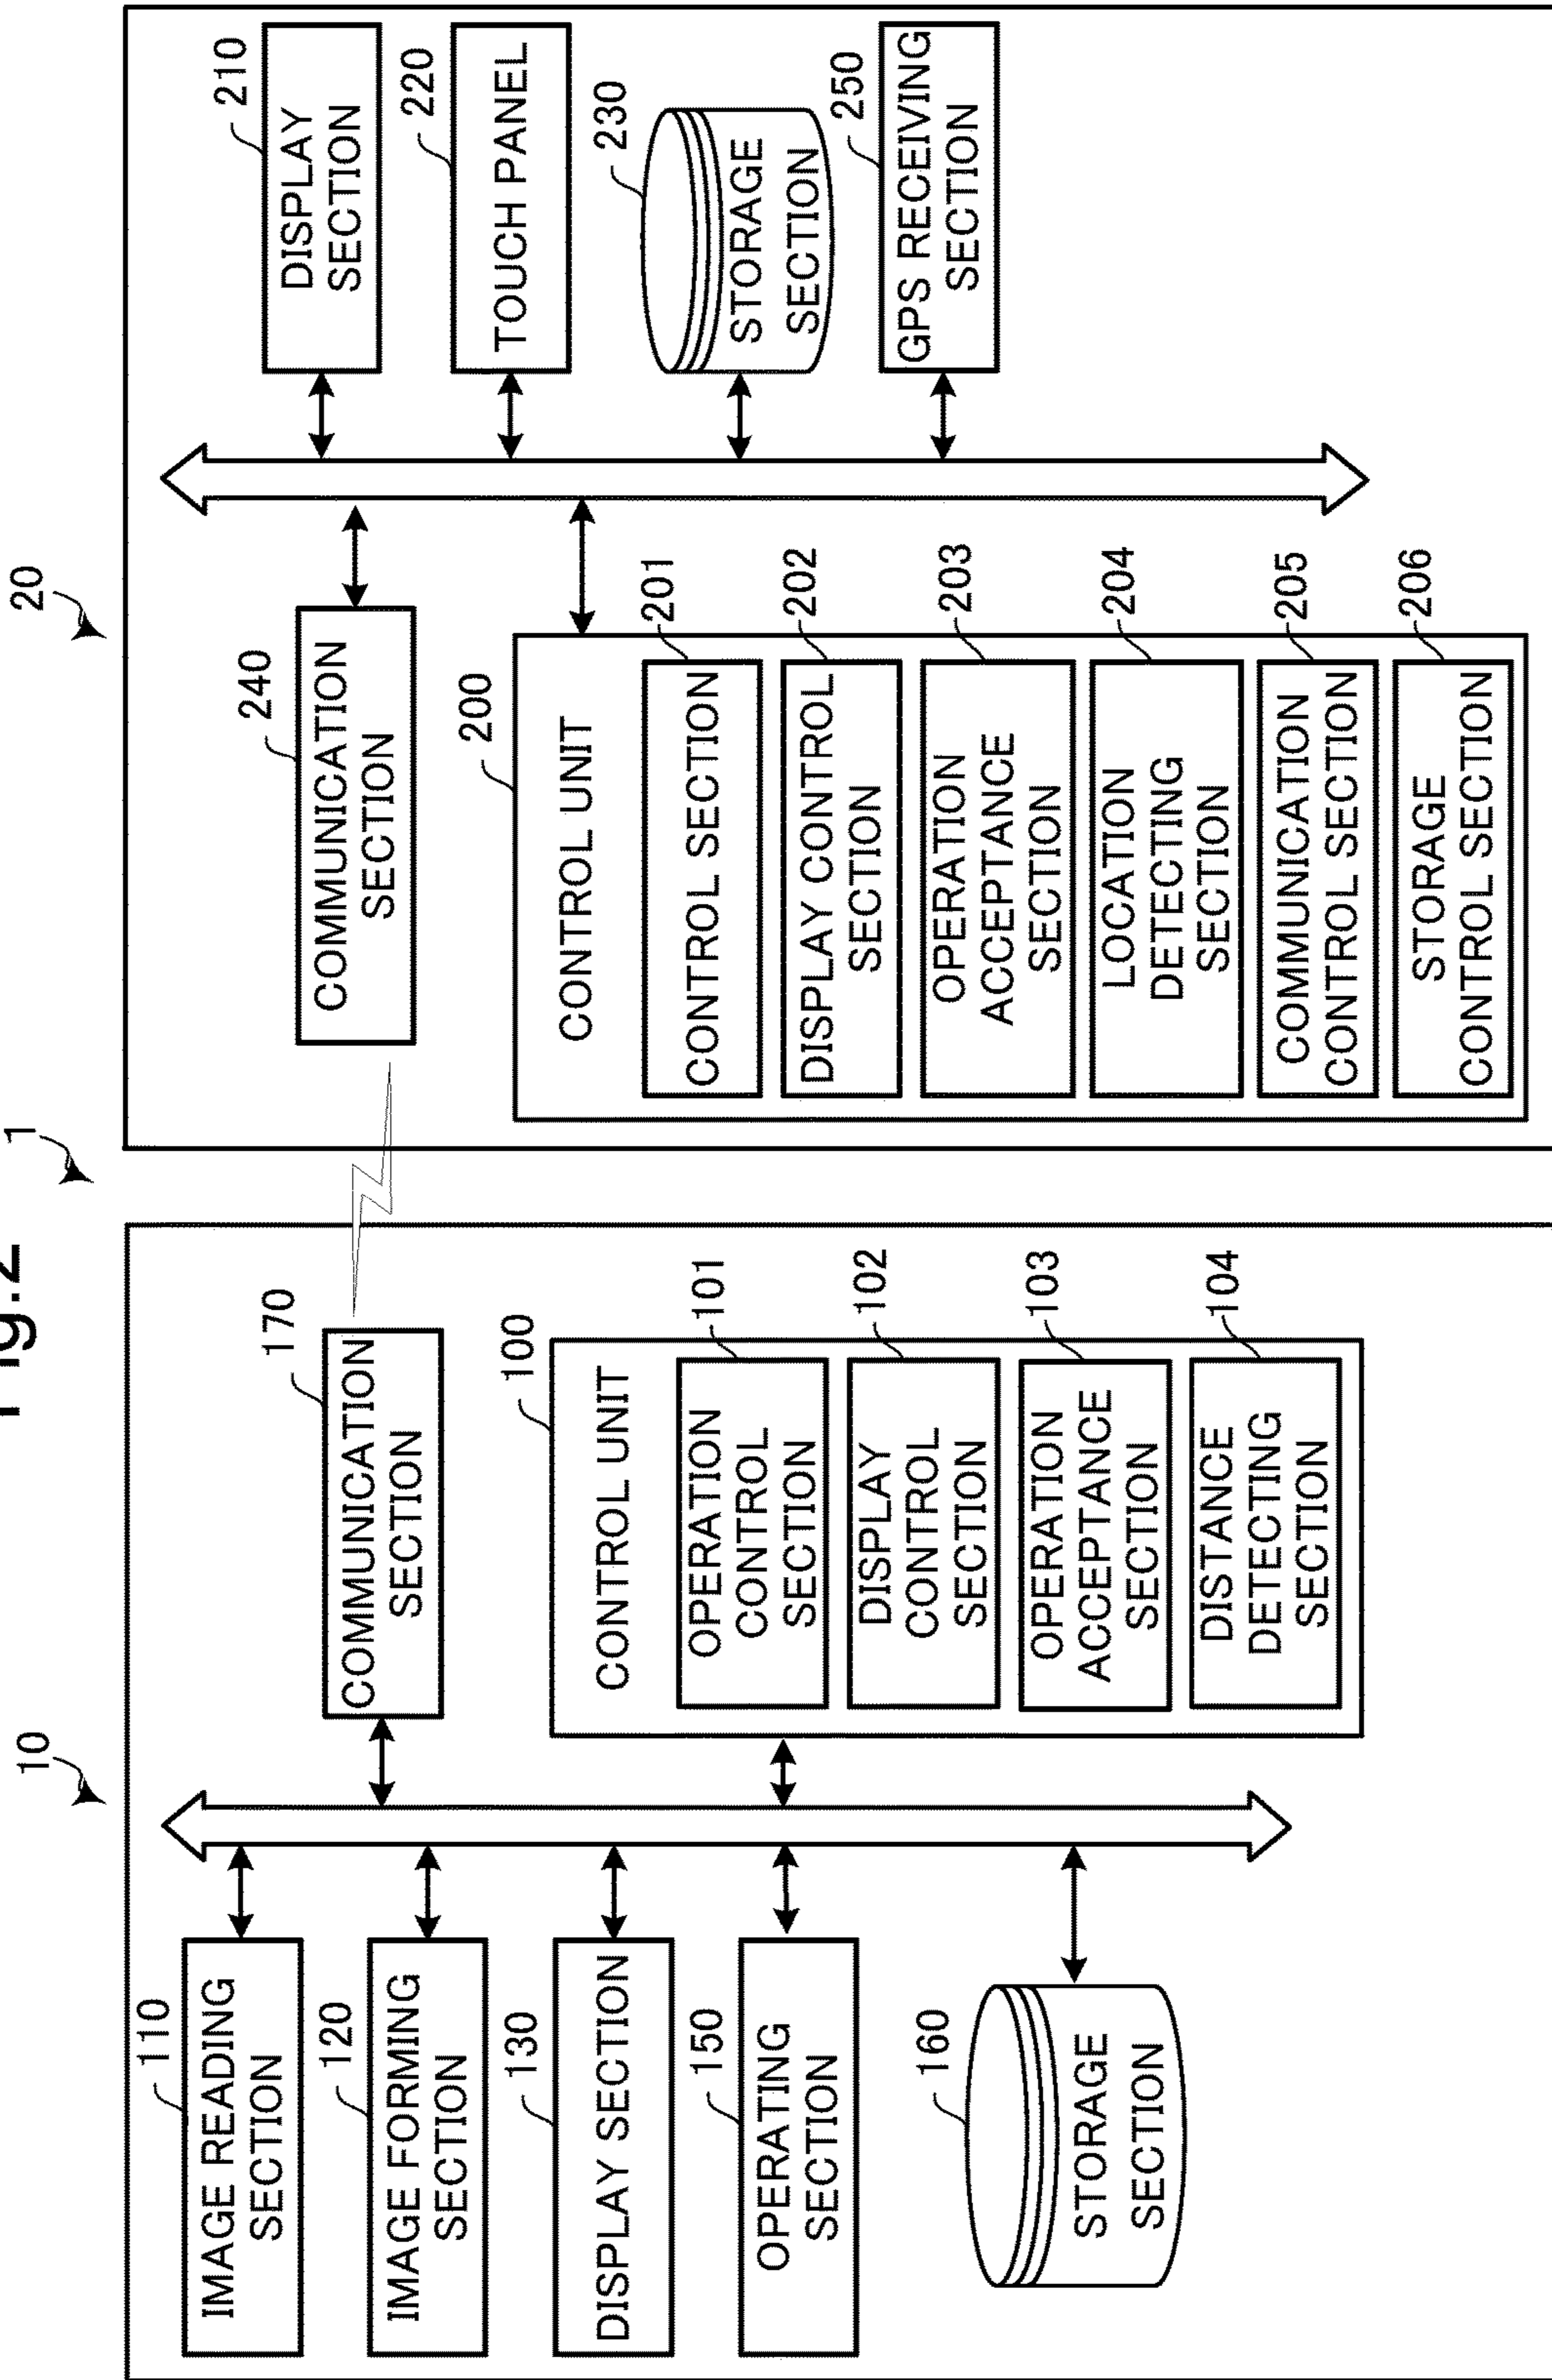 Fig.2
1
10
20
110
IMAGE READING
SECTION
120
IMAGE FORMING
SECTION
130
DISPLAY SECTION
150
OPERATING
SECTION
160
STORAGE
SECTION
170
COMMUNICATION
SECTION
100
CONTROL UNIT
101
OPERATION
CONTROL
SECTION
102
DISPLAY
CONTROL
SECTION
103
OPERATION
ACCEPTANCE
SECTION
104
DISTANCE
DETECTING
SECTION
240
COMMUNICATION
SECTION
200
CONTROL UNIT
201
CONTROL SECTION
202
DISPLAY CONTROL
SECTION
203
OPERATION
ACCEPTANCE
SECTION
204
LOCATION
DETECTING
SECTION
205
COMMUNICATION
CONTROL SECTION
206
STORAGE
CONTROL SECTION
210
DISPLAY
SECTION
220
TOUCH PANEL
230
STORAGE
SECTION
250
GPS RECEIVING
SECTION